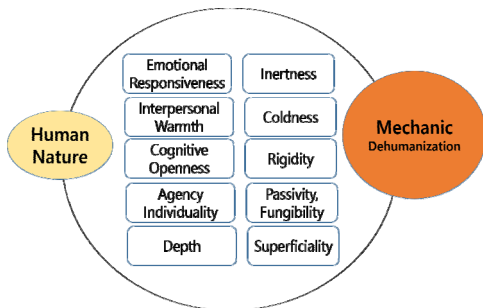 Human
Nature
Emotional
Responsiveness
Inertness
Interpersonal
Warmth
Coldness
Cognitive
Openness
Rigidity
Agency
Individuality
Passivity,
Fungibility
Depth
Superficiality
Mechanic
Dehumanization